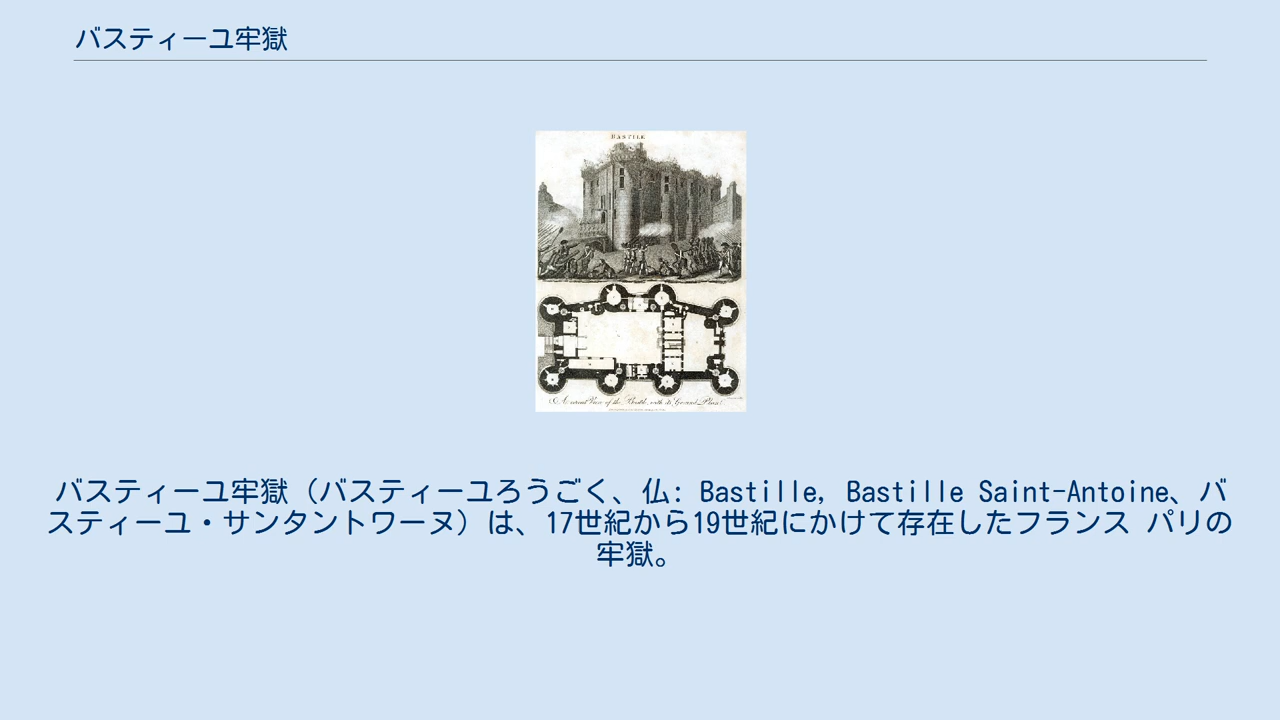 バスティーユ牢獄
BASTILE
バスティーユ牢獄（バスティーユろうごく、仏: Bastille, Bastille Saint-Antoine、バ
スティーユ・サンタントワーヌ）は、17世紀から19世紀にかけて存在したフランス パリの
牢獄。